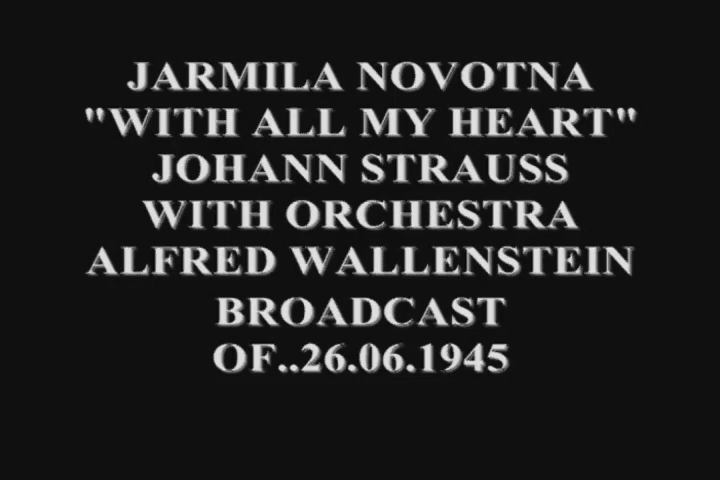 JARMILA NOVOTNA
"WITH ALL MY HEART"
JOHANN STRAUSS
WITH ORCHESTRA
ALFRED WALLENSTEIN
BROADCAST
OF..26.06.1945